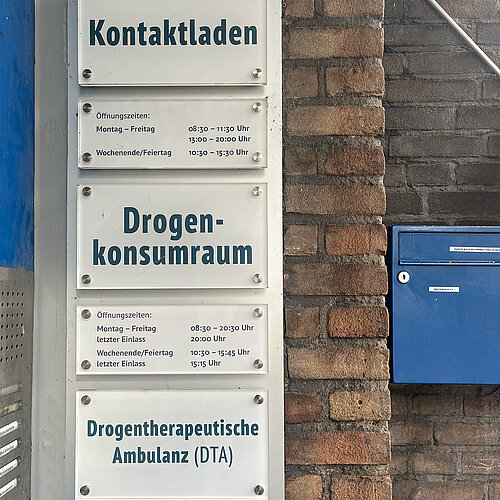 Kontaktladen
Öffnungszeiten:
Montag – Freitag 08:30 – 11:30 Uhr
13:00 – 20:00 Uhr
Wochenende/Feiertag 10:30 – 15:30 Uhr
Drogen-
konsumraum
Öffnungszeiten:
Montag – Freitag 08:30 – 20:30 Uhr
letzter Einlass 20:00 Uhr
Wochenende/Feiertag 10:30 – 15:45 Uhr
letzter Einlass 15:15 Uhr
Drogentherapeutische
Ambulanz (DTA)